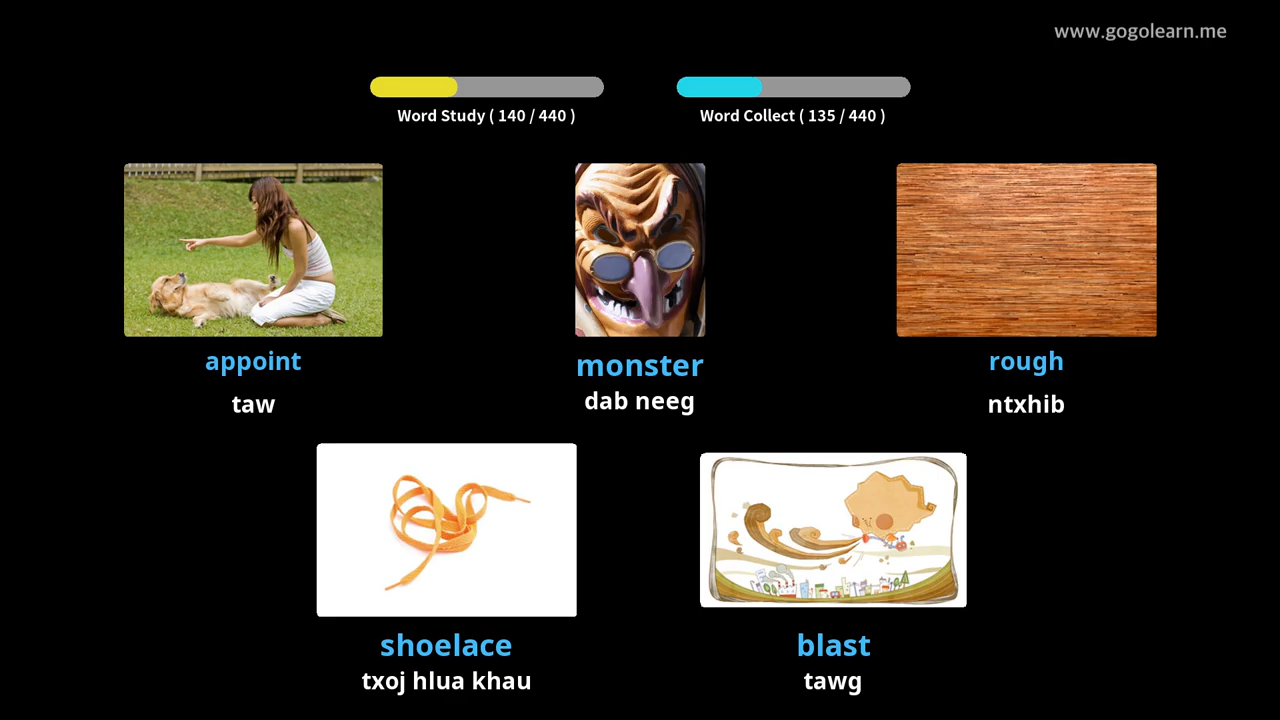 www.gogolearn.me
Word Study ( 140 / 440 )
Word Collect ( 135 / 440 )
appoint
taw
monster
dab neeg
rough
ntxhib
shoelace
txoj hlua khau
blast
tawg